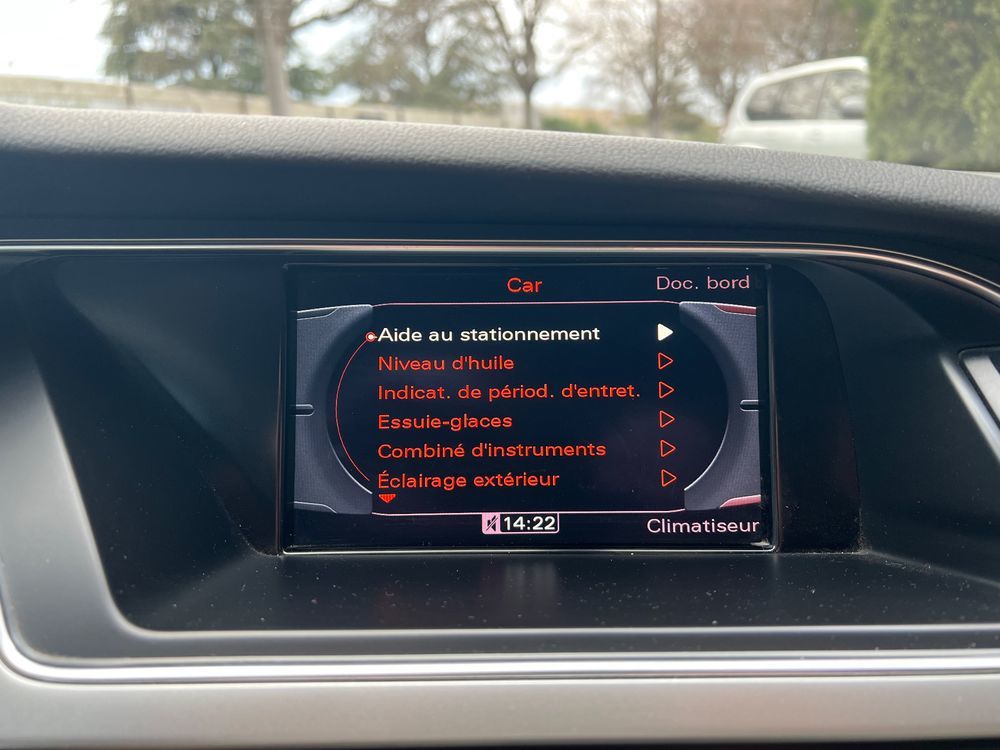 Car
Doc. bord
Aide au stationnement
Niveau d'huile
Indicat. de périod. d'entret.
Essuie-glaces
Combiné d'instruments
Éclairage extérieur
14:22
Climatiseur